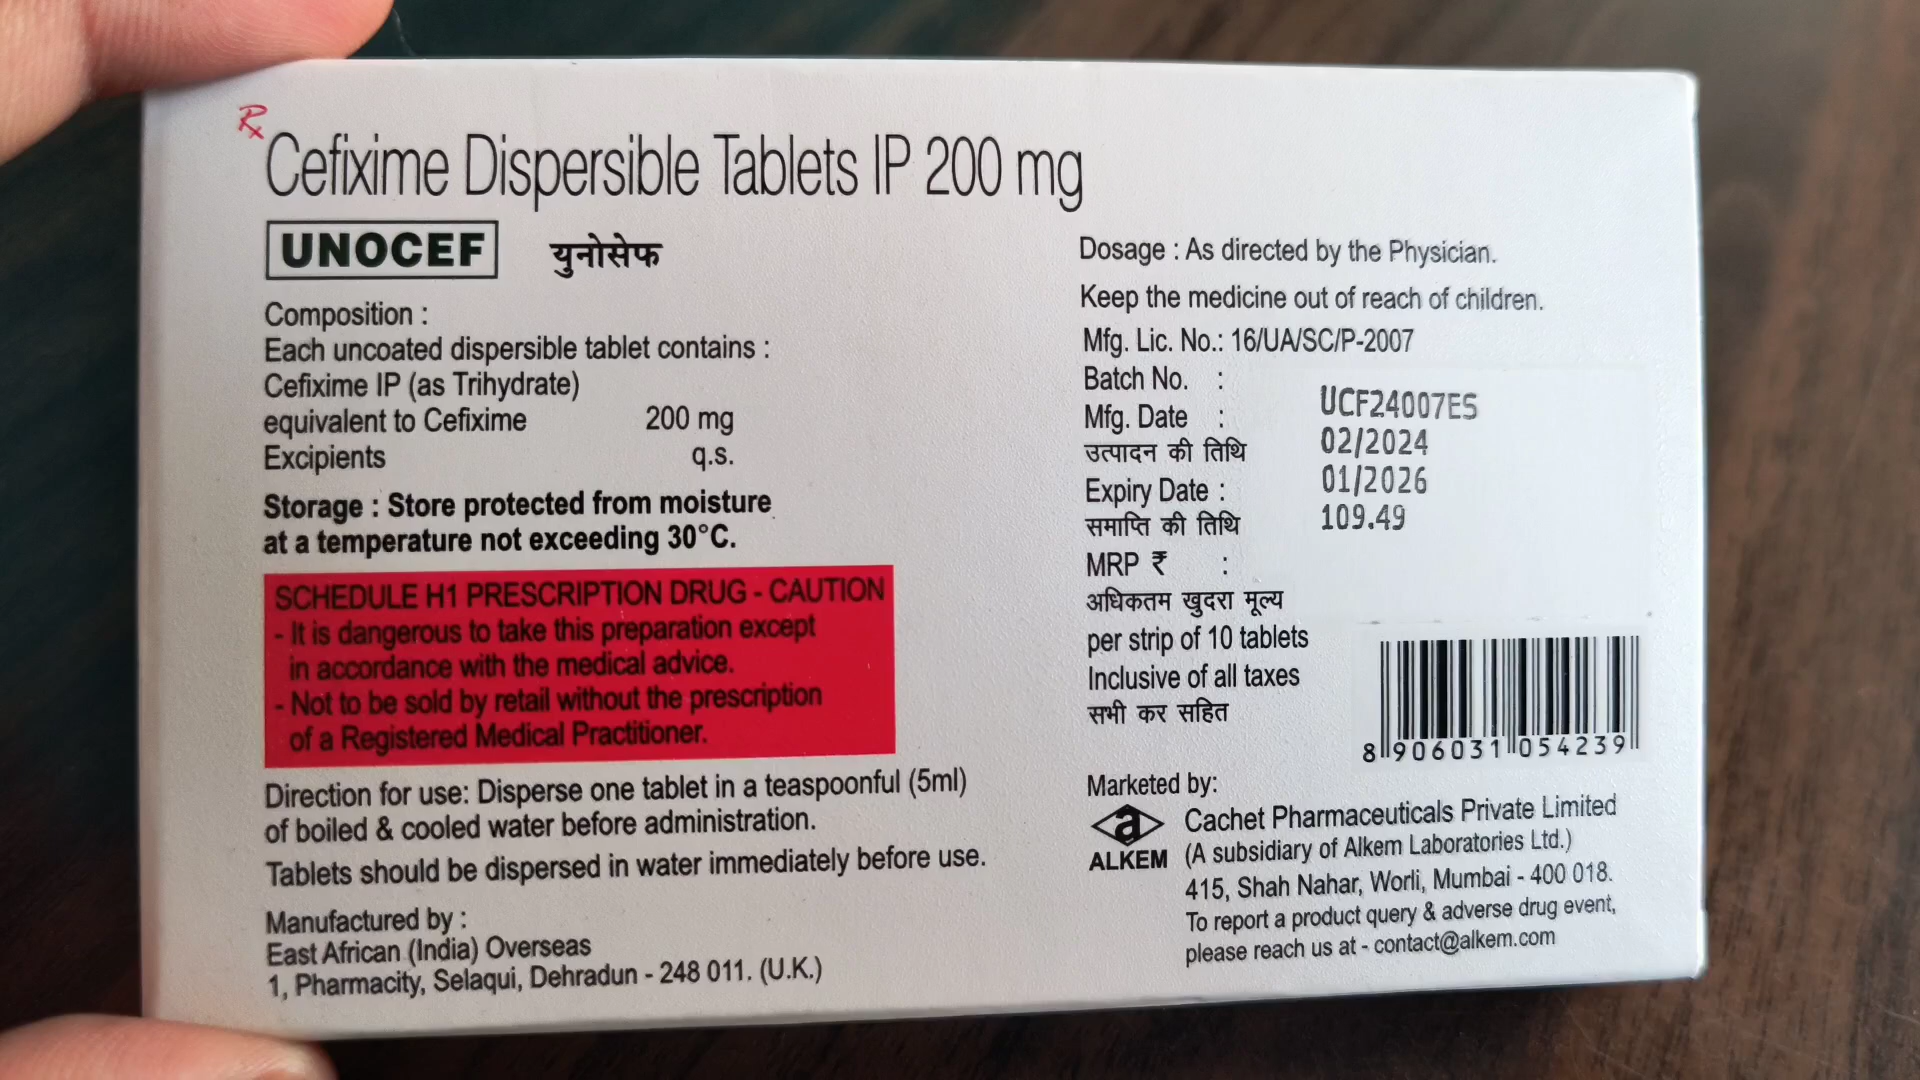 Rx
Cefixime Dispersible Tablets IP 200 mg
UNOCEF युनोसेफ
Composition :
Each uncoated dispersible tablet contains :
Cefixime IP (as Trihydrate)
equivalent to Cefixime 200 mg
Excipients q.s.
Storage : Store protected from moisture
at a temperature not exceeding 30°C.
SCHEDULE H1 PRESCRIPTION DRUG - CAUTION
- It is dangerous to take this preparation except
in accordance with the medical advice.
- Not to be sold by retail without the prescription
of a Registered Medical Practitioner.
Direction for use: Disperse one tablet in a teaspoonful (5ml)
of boiled & cooled water before administration.
Tablets should be dispersed in water immediately before use.
Manufactured by :
East African (India) Overseas
1, Pharmacity, Selaqui, Dehradun - 248 011. (U.K.)
Dosage : As directed by the Physician.
Keep the medicine out of reach of children.
Mfg. Lic. No.: 16/UA/SC/P-2007
Batch No. : UCF24007ES
Mfg. Date : 02/2024
उत्पादन की तिथि
Expiry Date : 01/2026
समाप्ति की तिथि
MRP ₹ : 109.49
अधिकतम खुदरा मूल्य
per strip of 10 tablets
Inclusive of all taxes
सभी कर सहित
8 906031 054239
Marketed by:
a
ALKEM
Cachet Pharmaceuticals Private Limited
(A subsidiary of Alkem Laboratories Ltd.)
415, Shah Nahar, Worli, Mumbai - 400 018.
To report a product query & adverse drug event,
please reach us at - contact@alkem.com